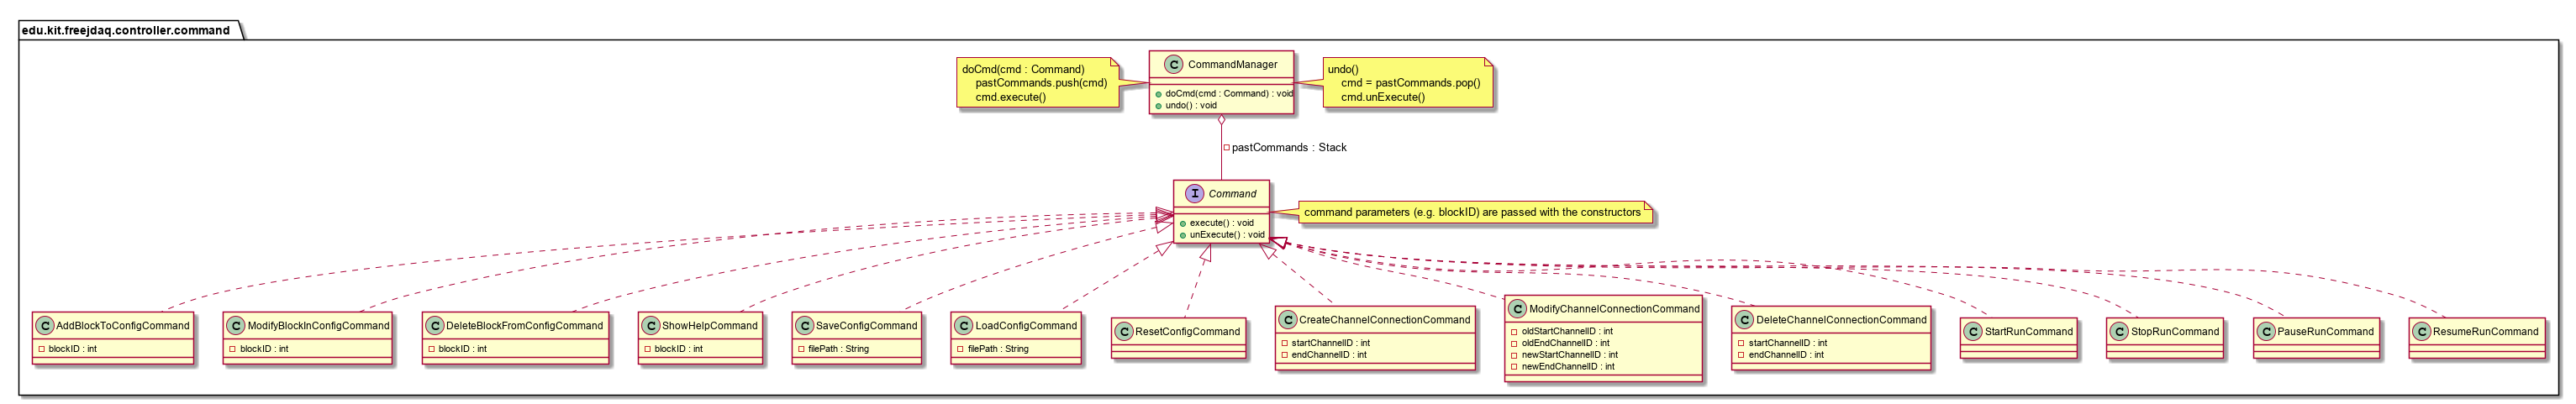 edu.kit.freejdaq.controller.command
doCmd(cmd : Command)
pastCommands.push(cmd)
cmd.execute()
C CommandManager
doCmd(cmd : Command) : void
undo() : void
undo()
cmd = pastCommands.pop()
cmd.unExecute()
pastCommands : Stack
I Command
execute() : void
unExecute() : void
command parameters (e.g. blockID) are passed with the constructors
C AddBlockToConfigCommand
blockID : int
C ModifyBlockInConfigCommand
blockID : int
C DeleteBlockFromConfigCommand
blockID : int
C ShowHelpCommand
blockID : int
C SaveConfigCommand
filePath : String
C LoadConfigCommand
filePath : String
C ResetConfigCommand
C CreateChannelConnectionCommand
startChannelID : int
endChannelID : int
C ModifyChannelConnectionCommand
oldStartChannelID : int
oldEndChannelID : int
newStartChannelID : int
newEndChannelID : int
C DeleteChannelConnectionCommand
startChannelID : int
endChannelID : int
C StartRunCommand
C StopRunCommand
C PauseRunCommand
C ResumeRunCommand